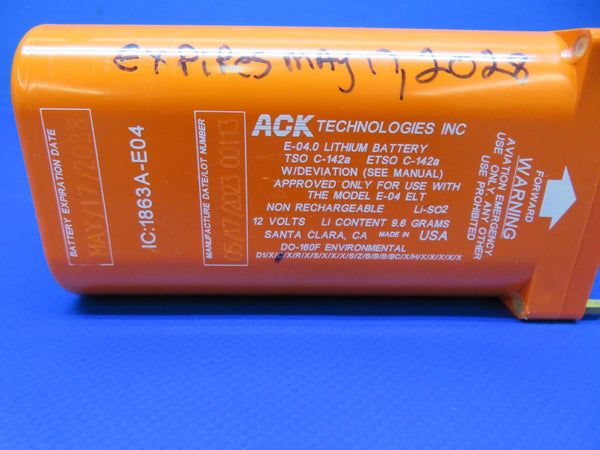 Expires may 17, 2028
BATTERY EXPIRATION DATE
MAY/17/2028
IC:1863A-E04
MANUFACTURE DATE/LOT NUMBER
05/17/2023 00113
ACK TECHNOLOGIES INC
E-04.0 LITHIUM BATTERY
TSO C-142a ETSO C-142a
W/DEVIATION (SEE MANUAL)
APPROVED ONLY FOR USE WITH
THE MODEL E-04 ELT
NON RECHARGEABLE Li-SO2
12 VOLTS Li CONTENT 9.6 GRAMS
SANTA CLARA, CA MADE IN USA
DO-160F ENVIRONMENTAL
FORWARD
WARNING
AVIATION EMERGENCY
USE ONLY, ANY OTHER
USE PROHIBITED